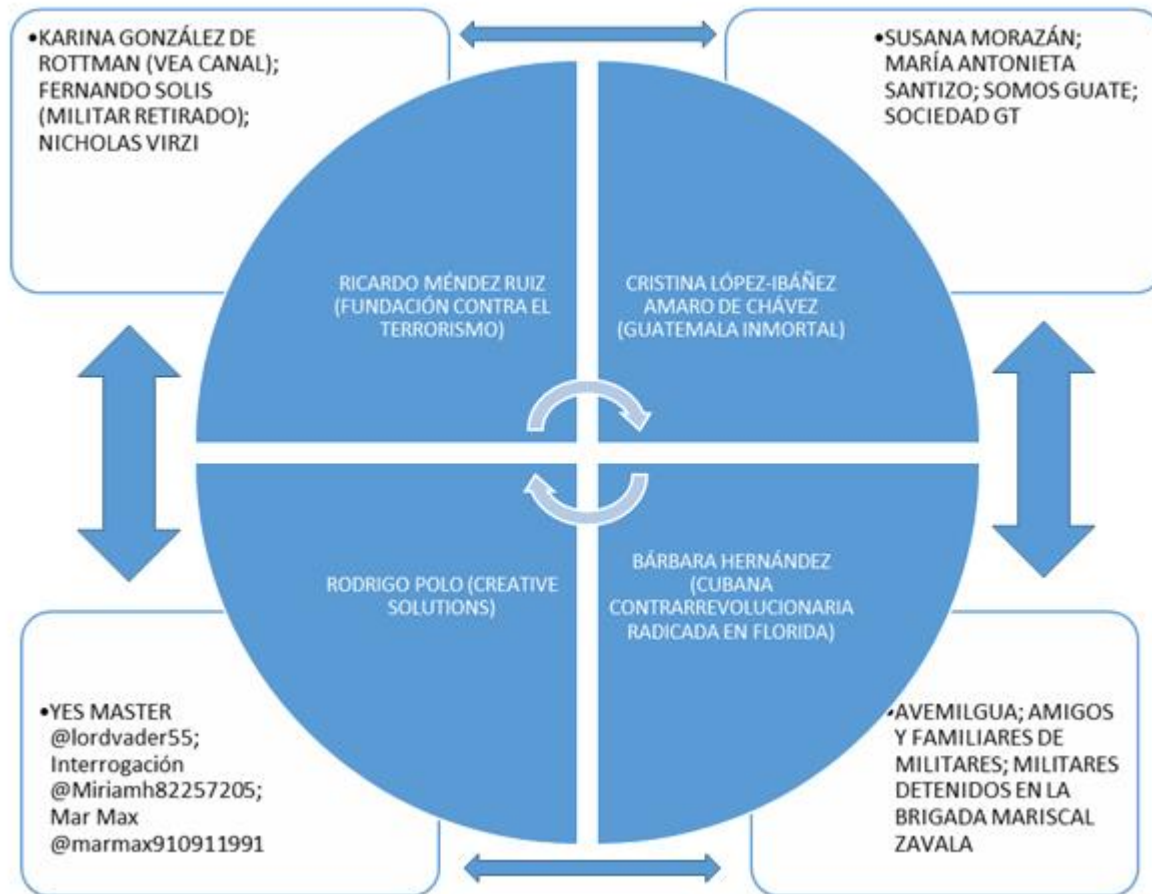 •KARINA GONZÁLEZ DE
ROTTMAN (VEA CANAL);
FERNANDO SOLIS
(MILITAR RETIRADO);
NICHOLAS VIRZI
•SUSANA MORAZÁN;
MARÍA ANTONIETA
SANTIZO; SOMOS GUATE;
SOCIEDAD GT
RICARDO MÉNDEZ RUIZ
(FUNDACIÓN CONTRA EL
TERRORISMO)
CRISTINA LÓPEZ-IBÁÑEZ
AMARO DE CHÁVEZ
(GUATEMALA INMORTAL)
RODRIGO POLO (CREATIVE
SOLUTIONS)
BÁRBARA HERNÁNDEZ
(CUBANA
CONTRARREVOLUCIONARIA
RADICADA EN FLORIDA)
•YES MASTER
@lordvader55;
Interrogación
@Miriamh82257205;
Mar Max
@marmax910911991
•AVEMILGUA; AMIGOS
Y FAMILIARES DE
MILITARES; MILITARES
DETENIDOS EN LA
BRIGADA MARISCAL
ZAVALA